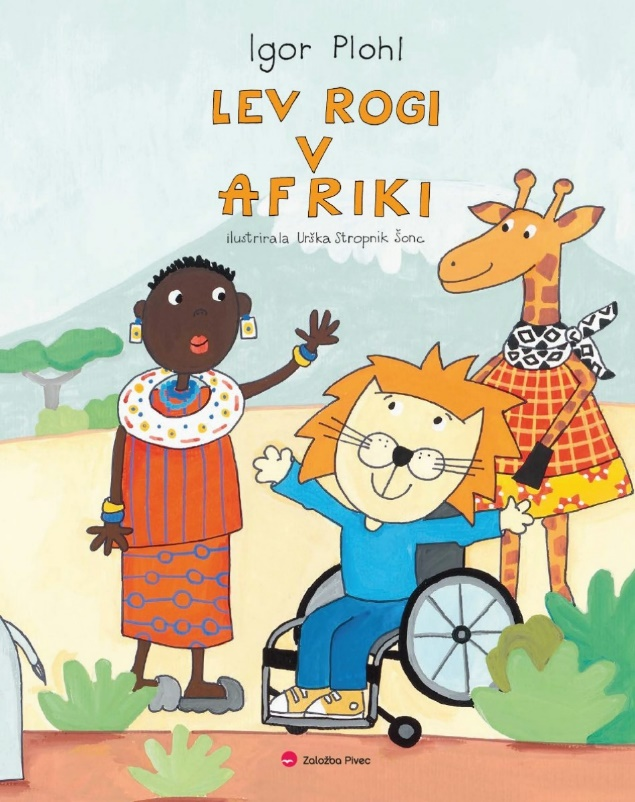 Igor Plohl
LEV ROGI
V
AFRIKI
ilustrirala Urška Stropnik Šonc
Založba Pivec